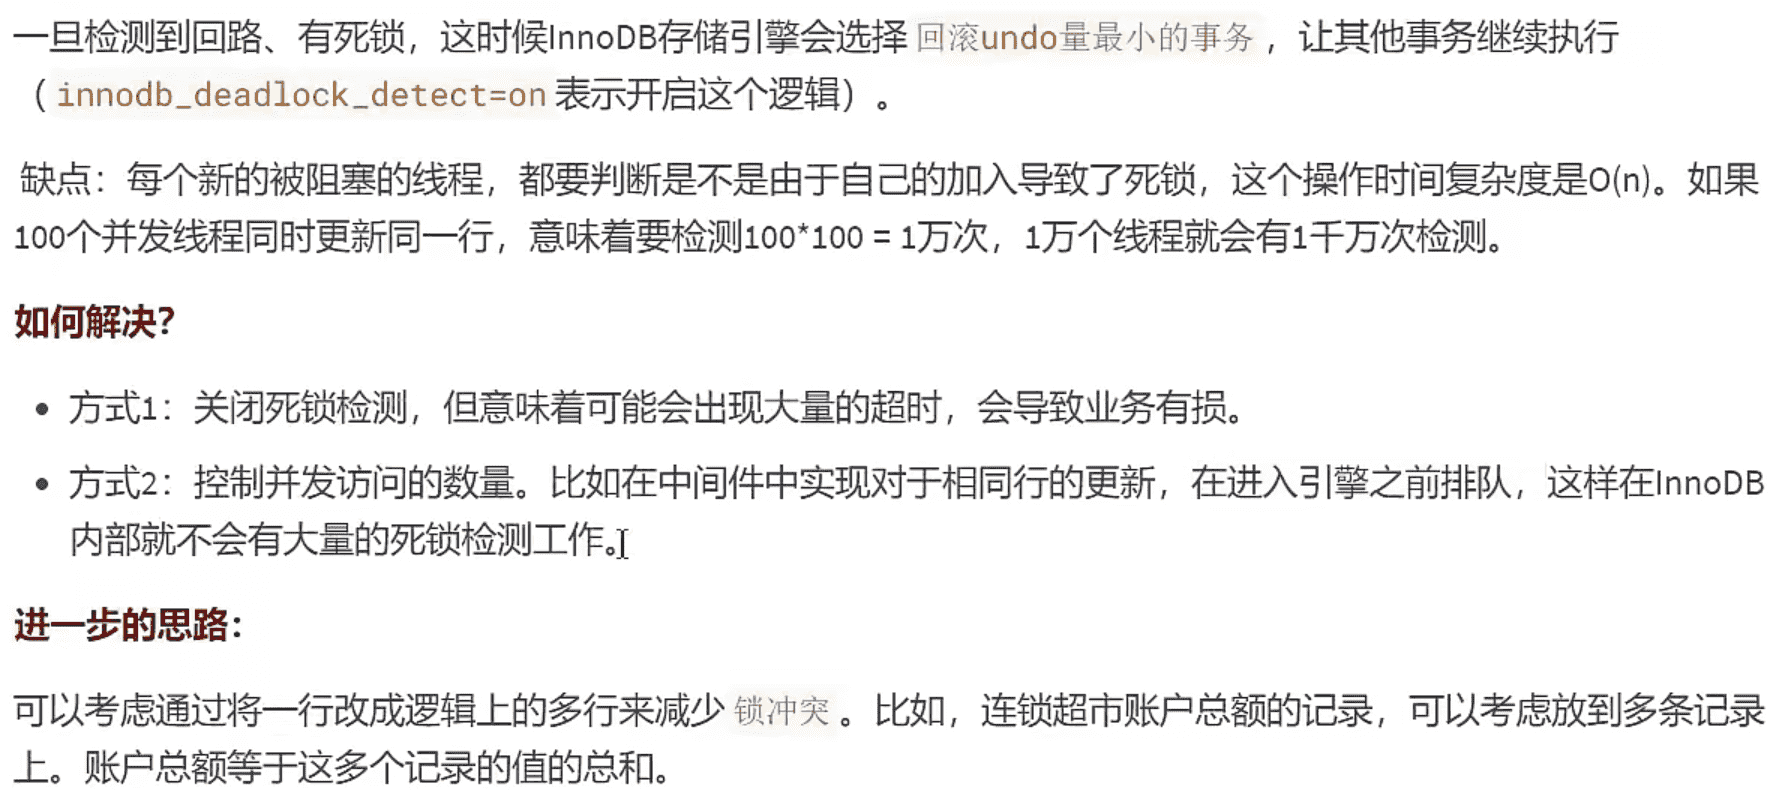 一旦检测到回路、有死锁，这时候InnoDB存储引擎会选择 回滚undo量最小的事务 ，让其他事务继续执行
（ innodb_deadlock_detect=on 表示开启这个逻辑）。
缺点：每个新的被阻塞的线程，都要判断是不是由于自己的加入导致了死锁，这个操作时间复杂度是O(n)。如果
100个并发线程同时更新同一行，意味着要检测100*100 = 1万次，1万个线程就会有1千万次检测。
如何解决？
• 方式1：关闭死锁检测，但意味着可能会出现大量的超时，会导致业务有损。
• 方式2：控制并发访问的数量。比如在中间件中实现对于相同行的更新，在进入引擎之前排队，这样在InnoDB
内部就不会有大量的死锁检测工作。
进一步的思路：
可以考虑通过将一行改成逻辑上的多行来减少 锁冲突 。比如，连锁超市账户总额的记录，可以考虑放到多条记录
上。账户总额等于这多个记录的值的总和。